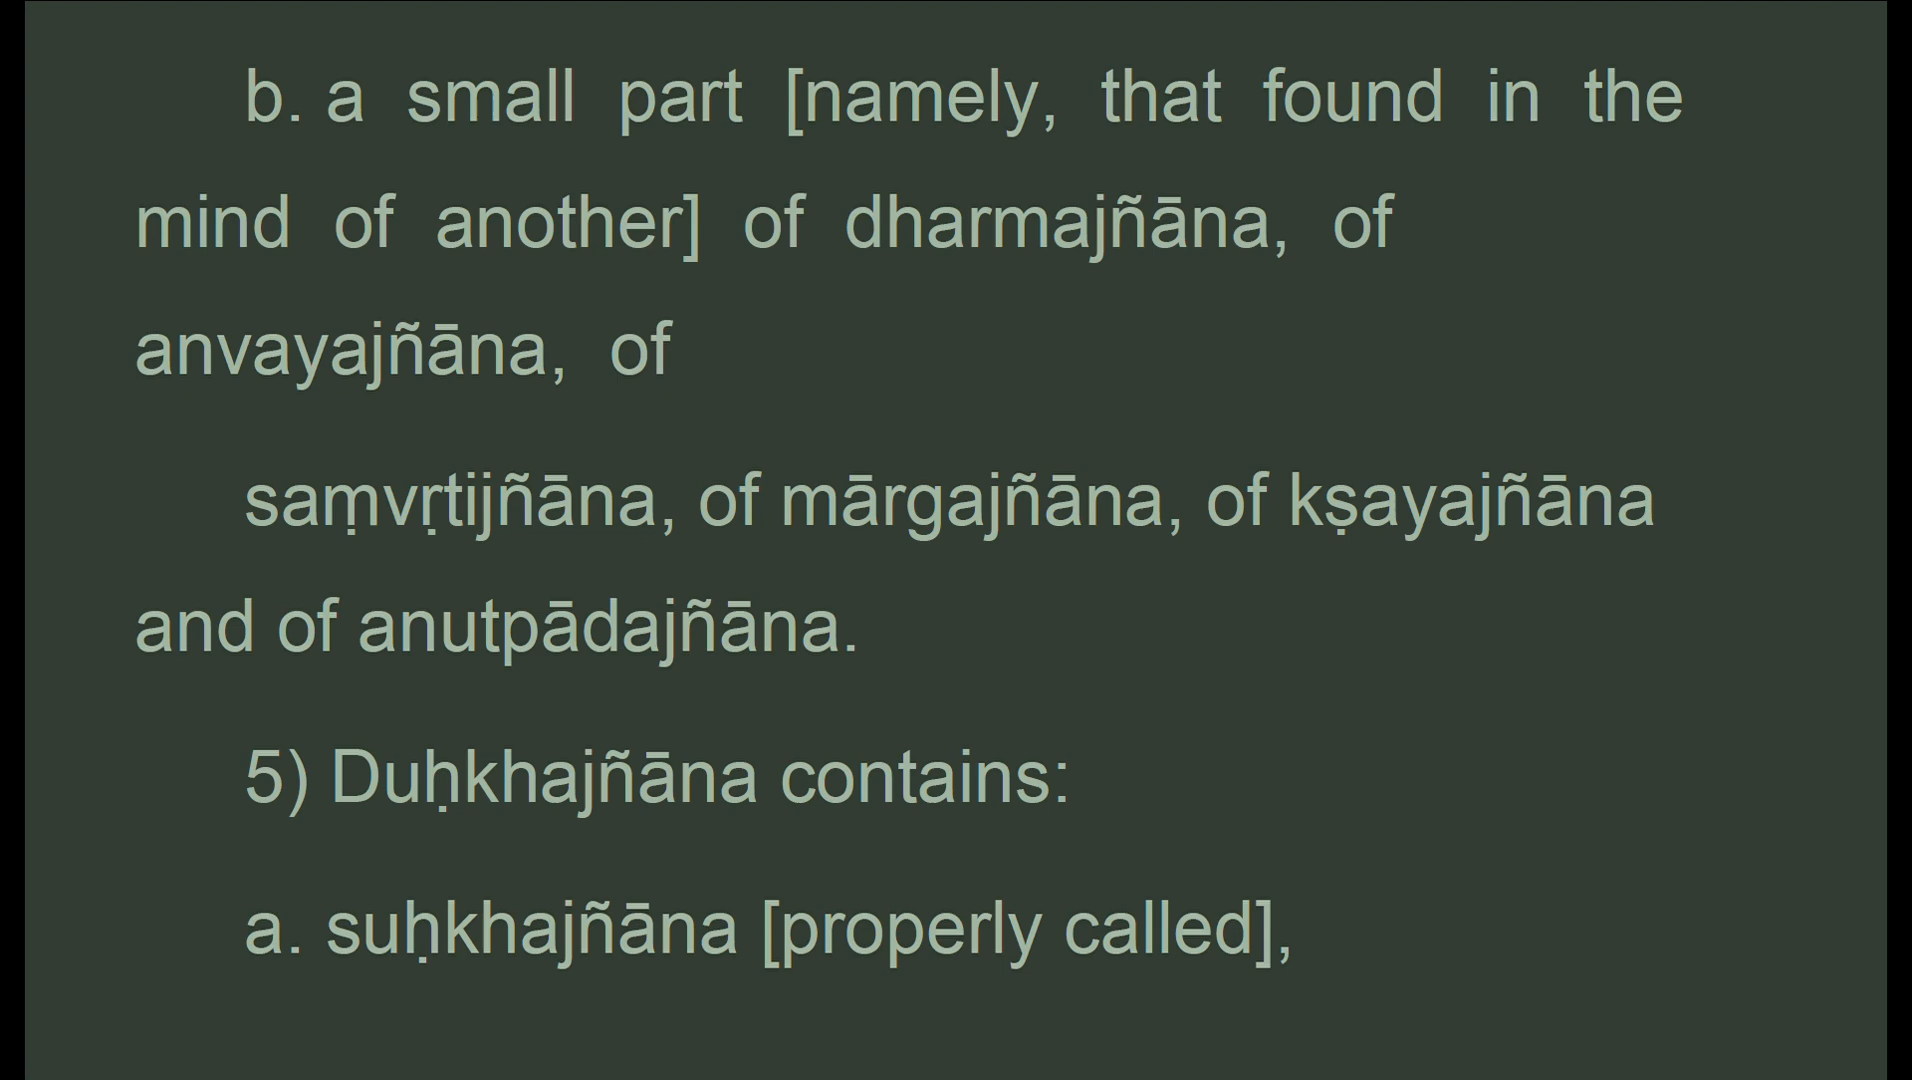 b. a small part [namely, that found in the
mind of another] of dharmajñāna, of
anvayajñāna, of
saṃvṛtijñāna, of mārgajñāna, of kṣayajñāna
and of anutpādajñāna.
5) Duḥkhajñāna contains:
a. suḥkhajñāna [properly called],